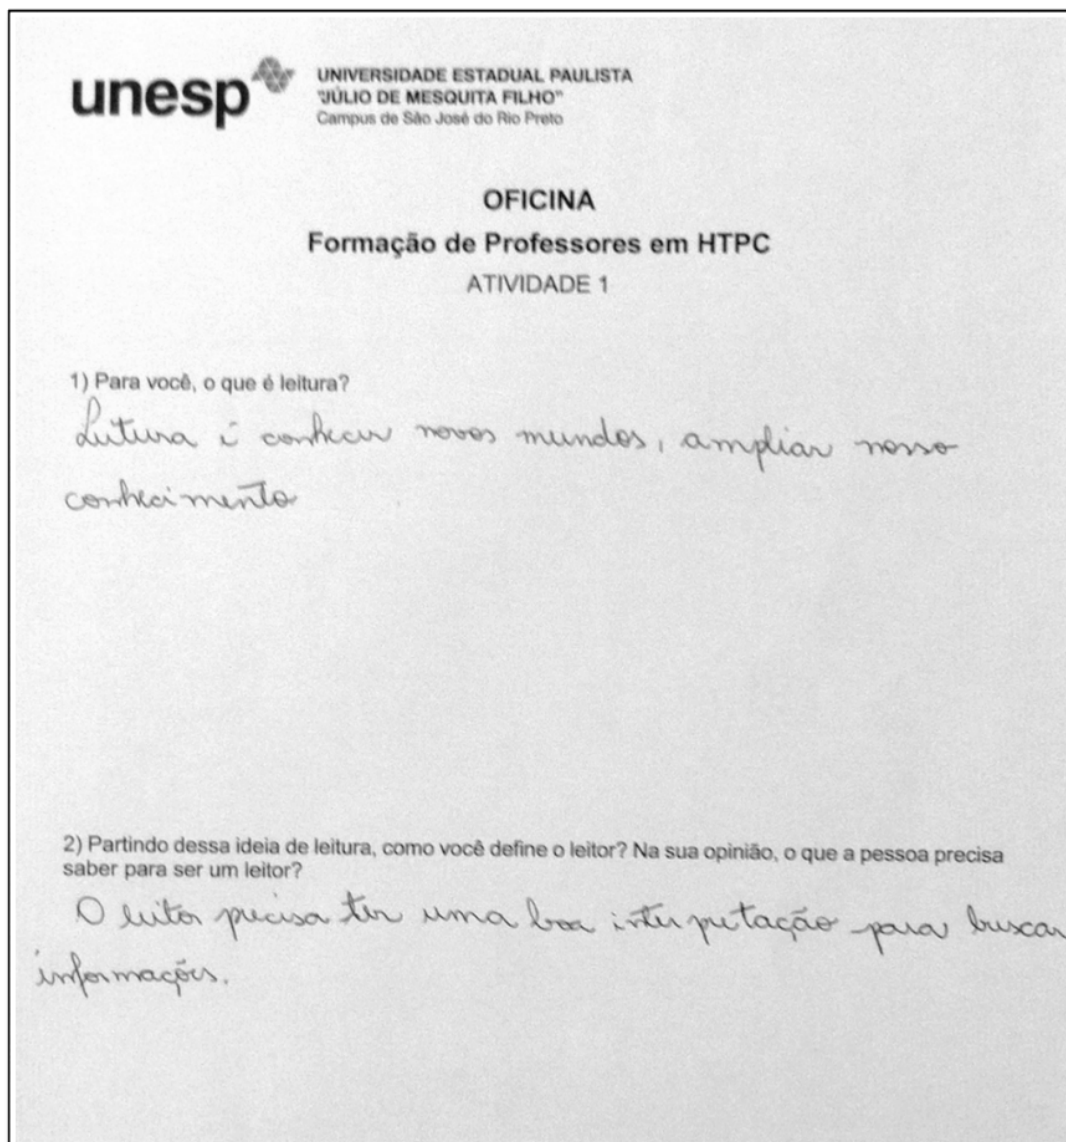 unesp
UNIVERSIDADE ESTADUAL PAULISTA
"JÚLIO DE MESQUITA FILHO"
Campus de São José do Rio Preto
OFICINA
Formação de Professores em HTPC
ATIVIDADE 1
1) Para você, o que é leitura?
Leitura é conhecer novos mundos, ampliar nosso
conhecimento
2) Partindo dessa ideia de leitura, como você define o leitor? Na sua opinião, o que a pessoa precisa
saber para ser um leitor?
O leitor precisa ter uma boa interpretação para buscar
informações.